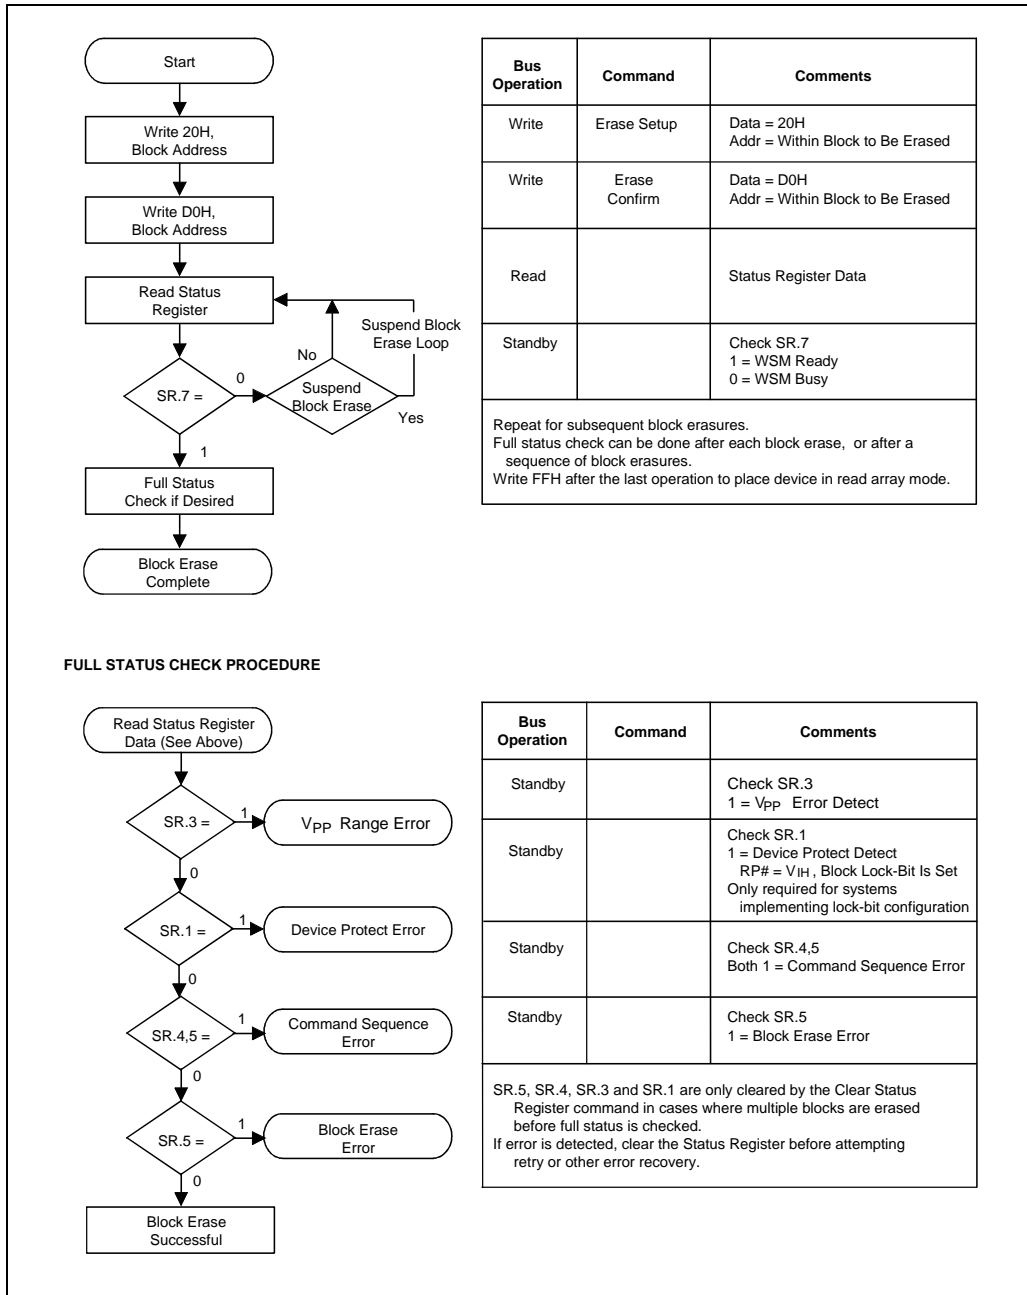 Start
Write 20H,
Block Address
Write D0H,
Block Address
Read Status
Register
Suspend Block
Erase Loop
No
0
SR.7 =
Suspend
Block Erase
Yes
1
Full Status
Check if Desired
Block Erase
Complete
Bus
Operation
Command
Comments
Write
Erase Setup
Data = 20H
Addr = Within Block to Be Erased
Write
Erase
Confirm
Data = D0H
Addr = Within Block to Be Erased
Read
Status Register Data
Standby
Check SR.7
1 = WSM Ready
0 = WSM Busy
Repeat for subsequent block erasures.
Full status check can be done after each block erase, or after a
sequence of block erasures.
Write FFH after the last operation to place device in read array mode.
FULL STATUS CHECK PROCEDURE
Read Status Register
Data (See Above)
SR.3 =
1
VPP Range Error
0
SR.1 =
1
Device Protect Error
0
SR.4,5 =
1
Command Sequence
Error
0
SR.5 =
1
Block Erase
Error
0
Block Erase
Successful
Bus
Operation
Command
Comments
Standby
Check SR.3
1 = VPP Error Detect
Standby
Check SR.1
1 = Device Protect Detect
RP# = VIH , Block Lock-Bit Is Set
Only required for systems
implementing lock-bit configuration
Standby
Check SR.4,5
Both 1 = Command Sequence Error
Standby
Check SR.5
1 = Block Erase Error
SR.5, SR.4, SR.3 and SR.1 are only cleared by the Clear Status
Register command in cases where multiple blocks are erased
before full status is checked.
If error is detected, clear the Status Register before attempting
retry or other error recovery.